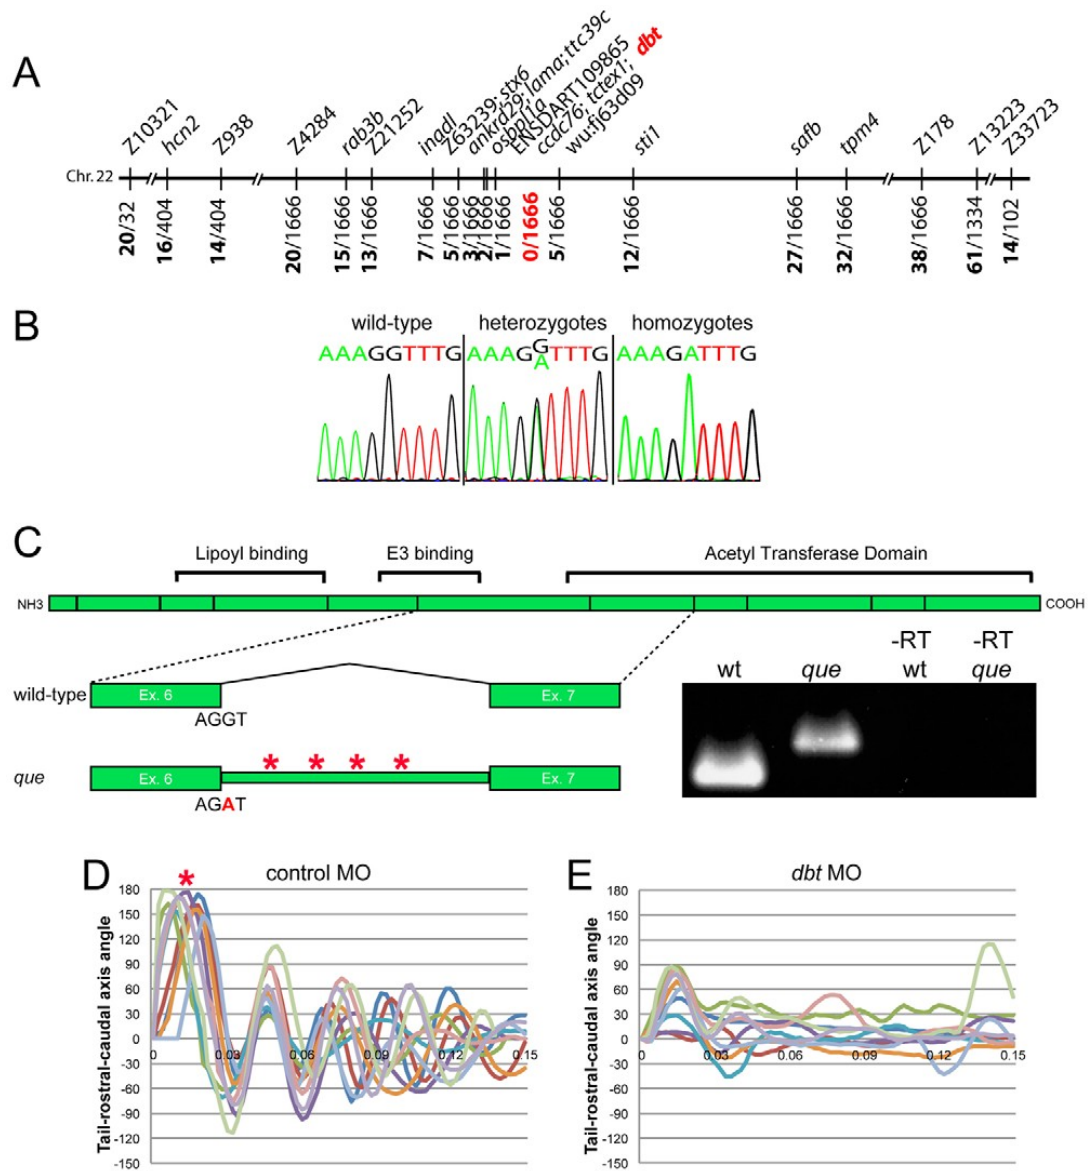 A
Z10321
hcn2
Z938
Z4284
rab3b
Z21252
inadl
Z63239; stx6
ankrd29; lama; ttc39c
osbpl1a
ENSDART109865
ccdc76; tctex1; dbt
wu:fj63d09
sti1
safb
tpm4
Z178
Z13223
Z33723
Chr. 22
20/32
16/404
14/404
20/1666
15/1666
13/1666
7/1666
5/1666
3/1666
2/1666
1/1666
0/1666
5/1666
12/1666
27/1666
32/1666
38/1666
61/1334
14/102
B
wild-type heterozygotes homozygotes
AAAGGTTTG AAAGGTTTG AAAGATTTG
A
C
Lipoyl binding E3 binding Acetyl Transferase Domain
NH3 COOH
wild-type Ex. 6 Ex. 7
AGGT
que * * * *
Ex. 6 Ex. 7
AGAT
-RT -RT
wt que wt que
D control MO
*
Tail-rostral-caudal axis angle
180
150
120
90
60
30
0
-30
-60
-90
-120
-150
0 0.03 0.06 0.09 0.12 0.15
E dbt MO
Tail-rostral-caudal axis angle
180
150
120
90
60
30
0
-30
-60
-90
-120
-150
0 0.03 0.06 0.09 0.12 0.15